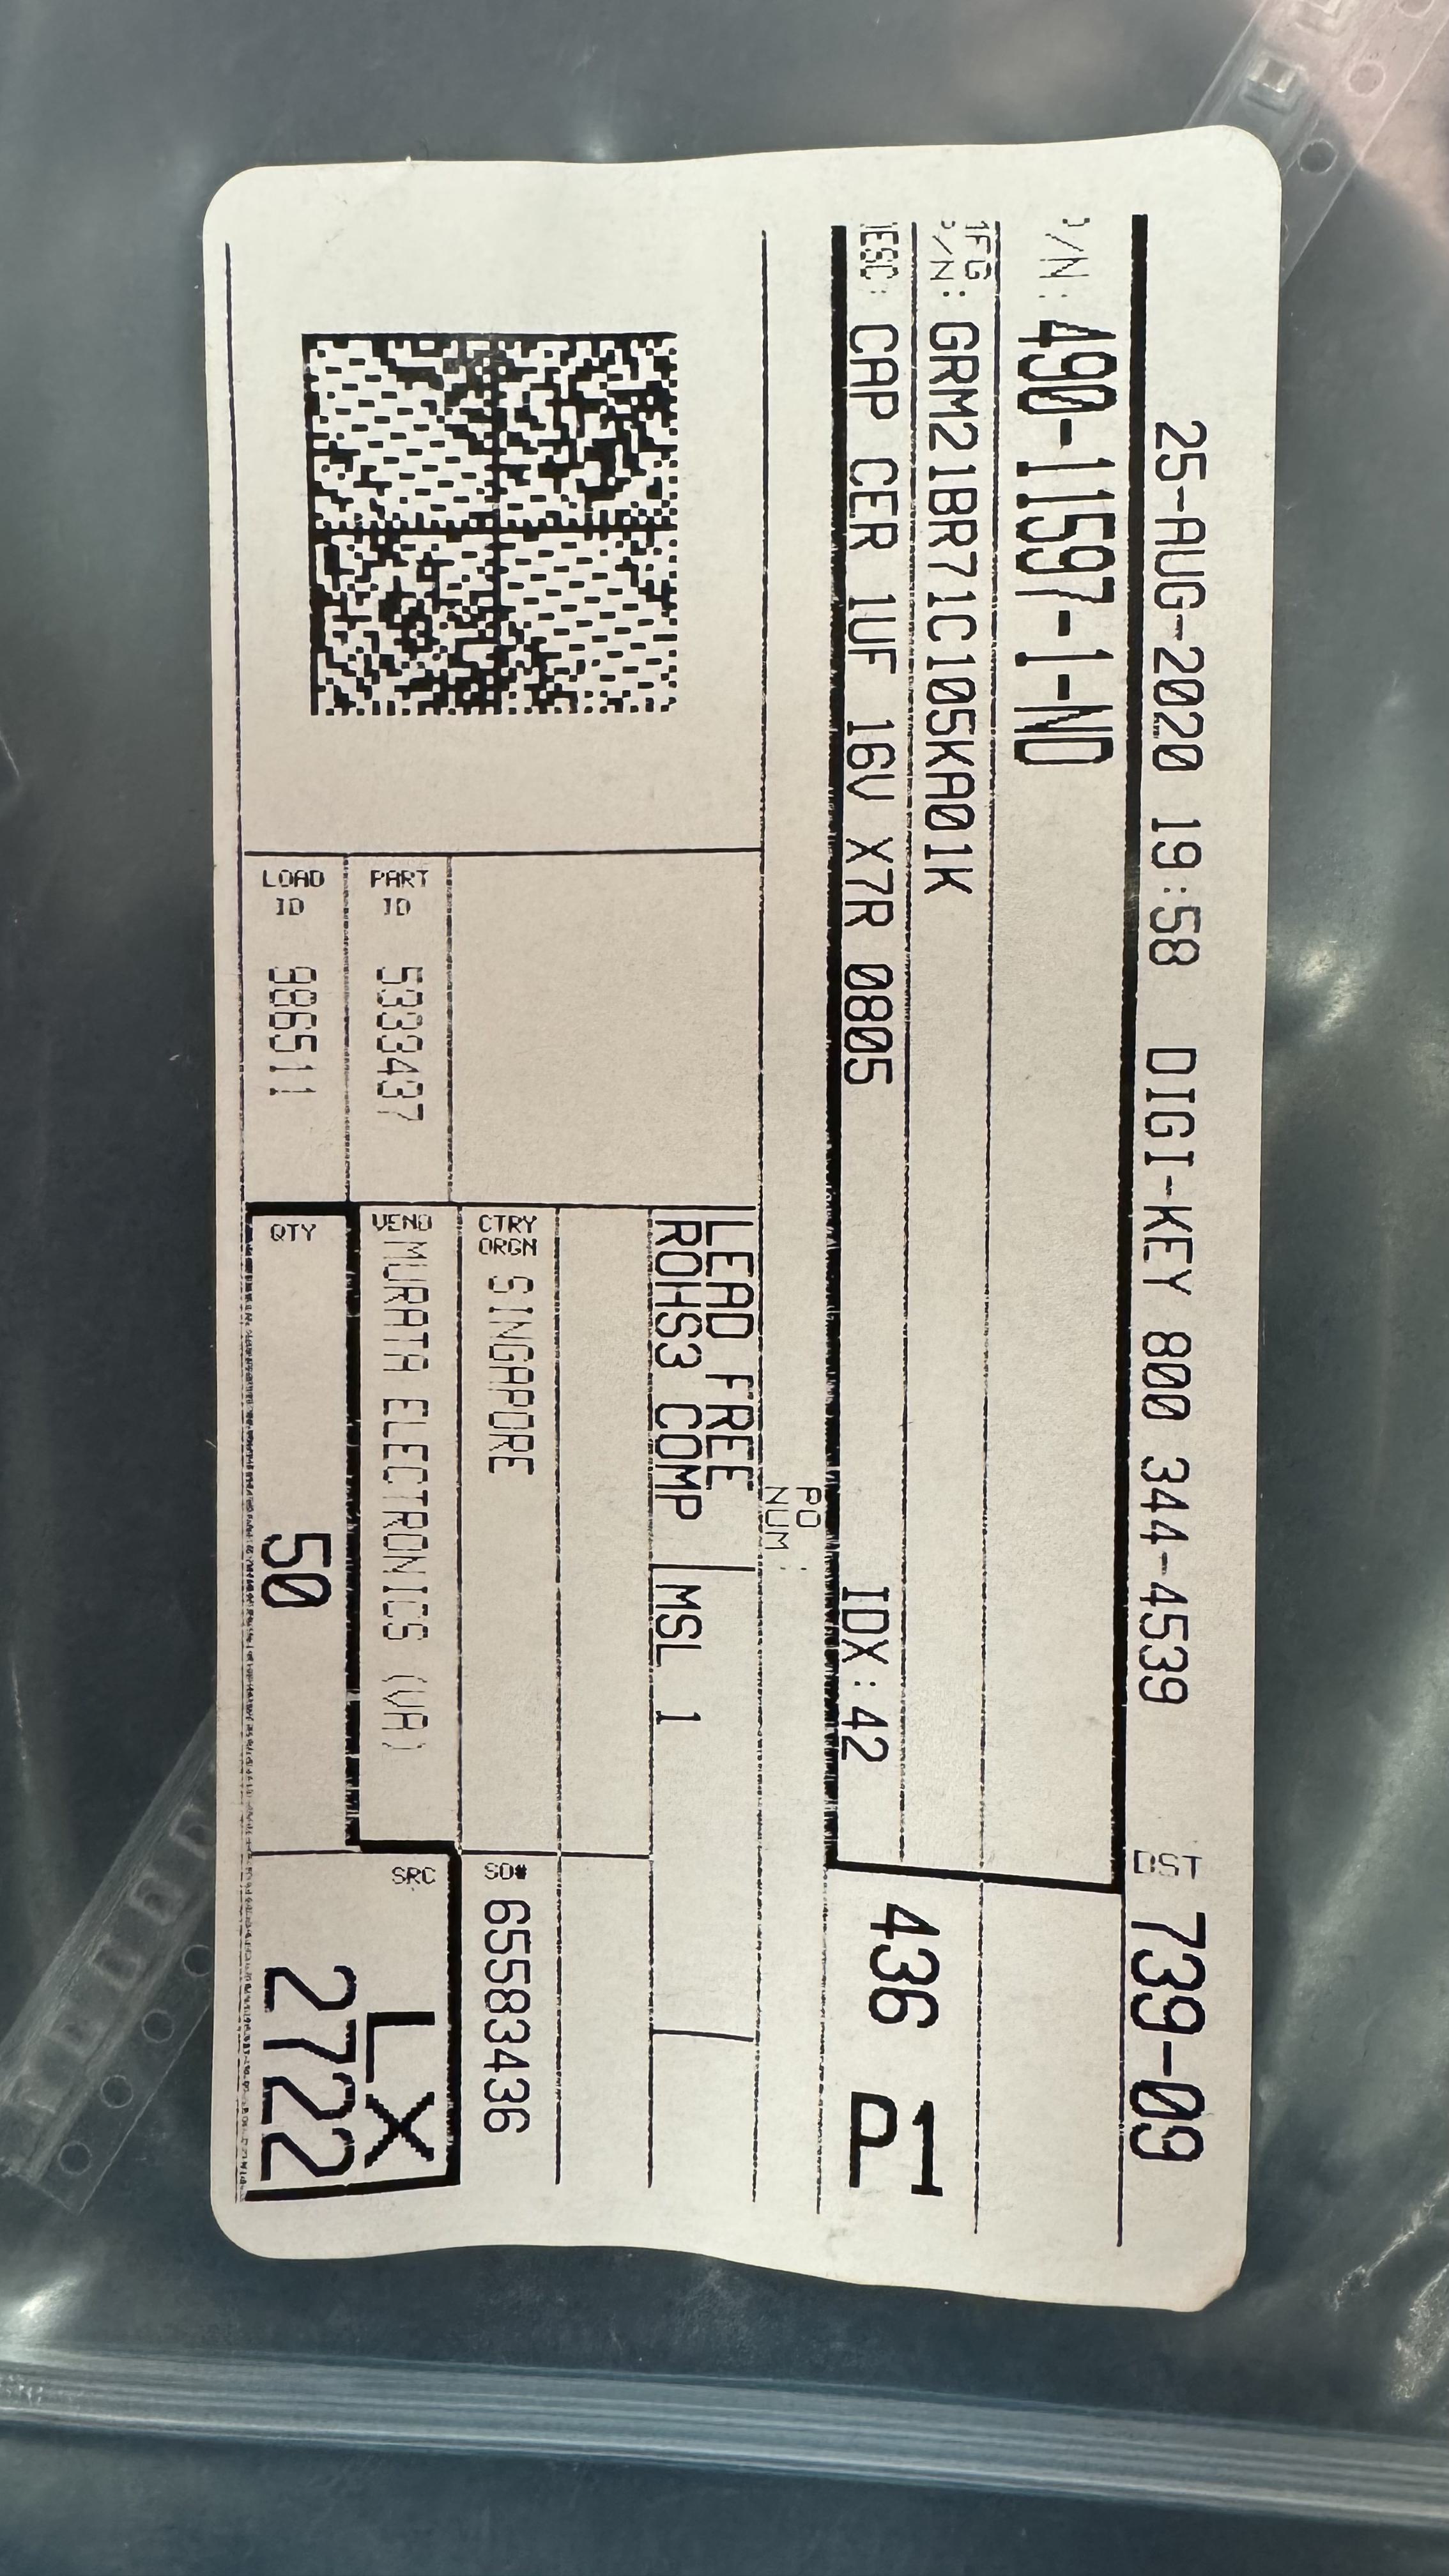 25-AUG-2020 19:58 DIGI-KEY 800 344-4539 DST 739-09
P/N: 490-11597-1-ND
MFG P/N: GRM21BR71C105KA01K
DESC: CAP CER 1UF 16V X7R 0805 IDX: 42
436 P1
PO NUM:
LEAD FREE
ROHS3 COMP MSL 1
CTRY ORGN SINGAPORE
SO# 65583436
PART ID 5333437
VEND MURATA ELECTRONICS (VA)
LOAD ID 986511
QTY 50
SRC LX 2722